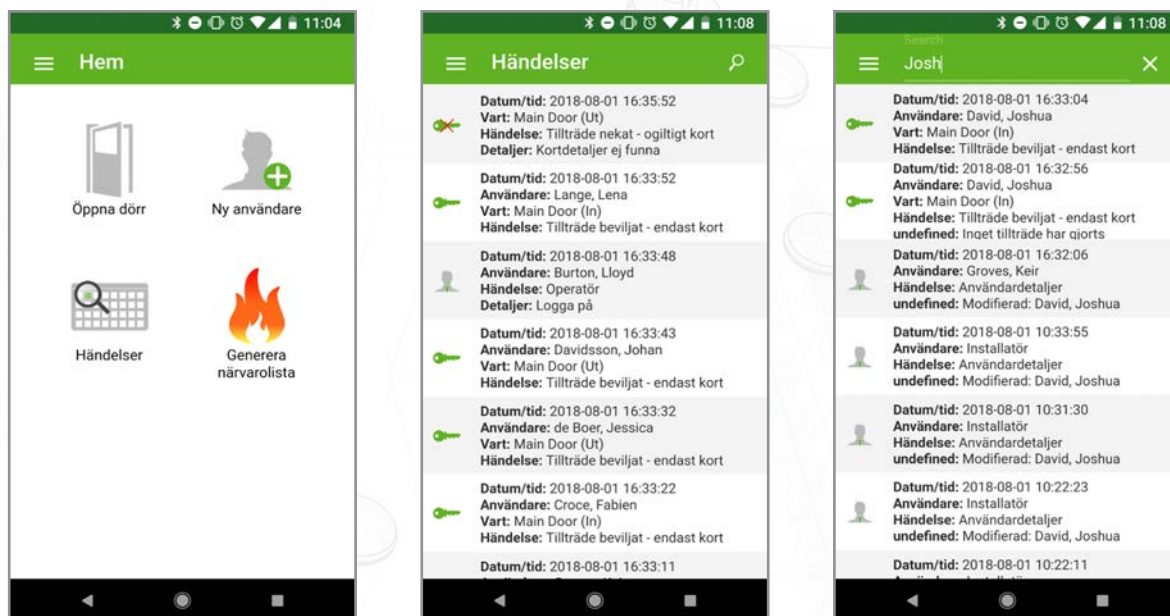 11:04
Hem
Öppna dörr
Ny användare
Händelser
Generera
närvarolista
11:08
Händelser
Datum/tid: 2018-08-01 16:35:52
Vart: Main Door (Ut)
Händelse: Tillträde nekat - ogiltigt kort
Detaljer: Kortdetaljer ej funna
Datum/tid: 2018-08-01 16:33:52
Användare: Lange, Lena
Vart: Main Door (In)
Händelse: Tillträde beviljat - endast kort
Datum/tid: 2018-08-01 16:33:48
Användare: Burton, Lloyd
Händelse: Operatör
Detaljer: Logga på
Datum/tid: 2018-08-01 16:33:43
Användare: Davidsson, Johan
Vart: Main Door (Ut)
Händelse: Tillträde beviljat - endast kort
Datum/tid: 2018-08-01 16:33:32
Användare: de Boer, Jessica
Vart: Main Door (Ut)
Händelse: Tillträde beviljat - endast kort
Datum/tid: 2018-08-01 16:33:22
Användare: Croce, Fabien
Vart: Main Door (In)
Händelse: Tillträde beviljat - endast kort
Datum/tid: 2018-08-01 16:33:11
11:08
Search
Josh
Datum/tid: 2018-08-01 16:33:04
Användare: David, Joshua
Vart: Main Door (In)
Händelse: Tillträde beviljat - endast kort
Datum/tid: 2018-08-01 16:32:56
Användare: David, Joshua
Vart: Main Door (In)
Händelse: Tillträde beviljat - endast kort
undefined: Inget tillträde har gjorts
Datum/tid: 2018-08-01 16:32:06
Användare: Groves, Keir
Händelse: Användardetaljer
undefined: Modifierad: David, Joshua
Datum/tid: 2018-08-01 10:33:55
Användare: Installatör
Händelse: Användardetaljer
undefined: Modifierad: David, Joshua
Datum/tid: 2018-08-01 10:31:30
Användare: Installatör
Händelse: Användardetaljer
undefined: Modifierad: David, Joshua
Datum/tid: 2018-08-01 10:22:23
Användare: Installatör
Händelse: Användardetaljer
undefined: Modifierad: David, Joshua
Datum/tid: 2018-08-01 10:22:11